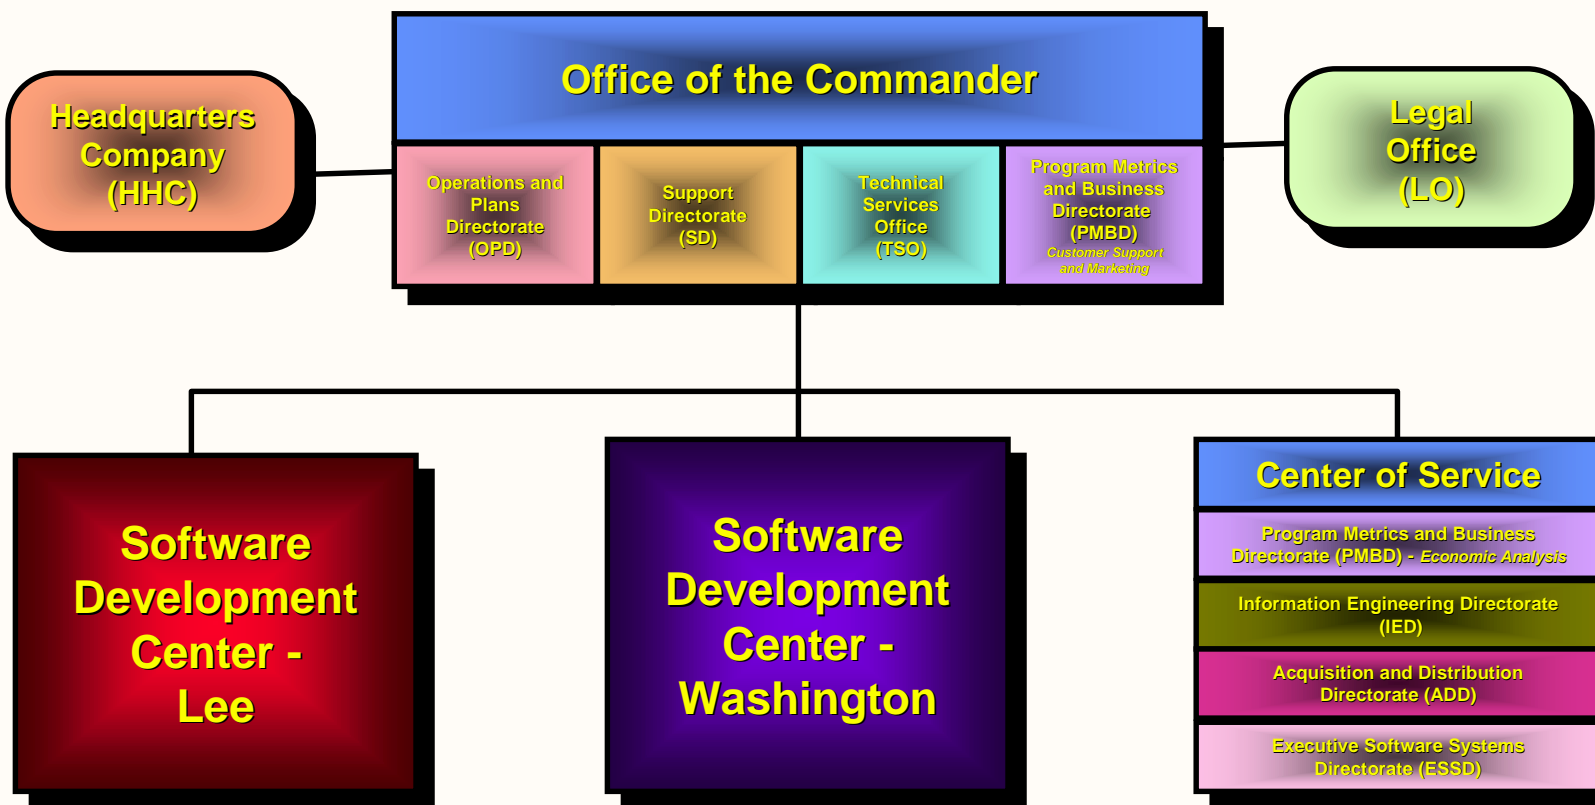 Office of the Commander
Headquarters
Company
(HHC)
Legal
Office
(LO)
Operations and
Plans
Directorate
(OPD)
Support
Directorate
(SD)
Technical
Services
Office
(TSO)
Program Metrics
and Business
Directorate
(PMBD)
Customer Support
and Marketing
Software
Development
Center -
Lee
Software
Development
Center -
Washington
Center of Service
Program Metrics and Business
Directorate (PMBD) - Economic Analysis
Information Engineering Directorate
(IED)
Acquisition and Distribution
Directorate (ADD)
Executive Software Systems
Directorate (ESSD)